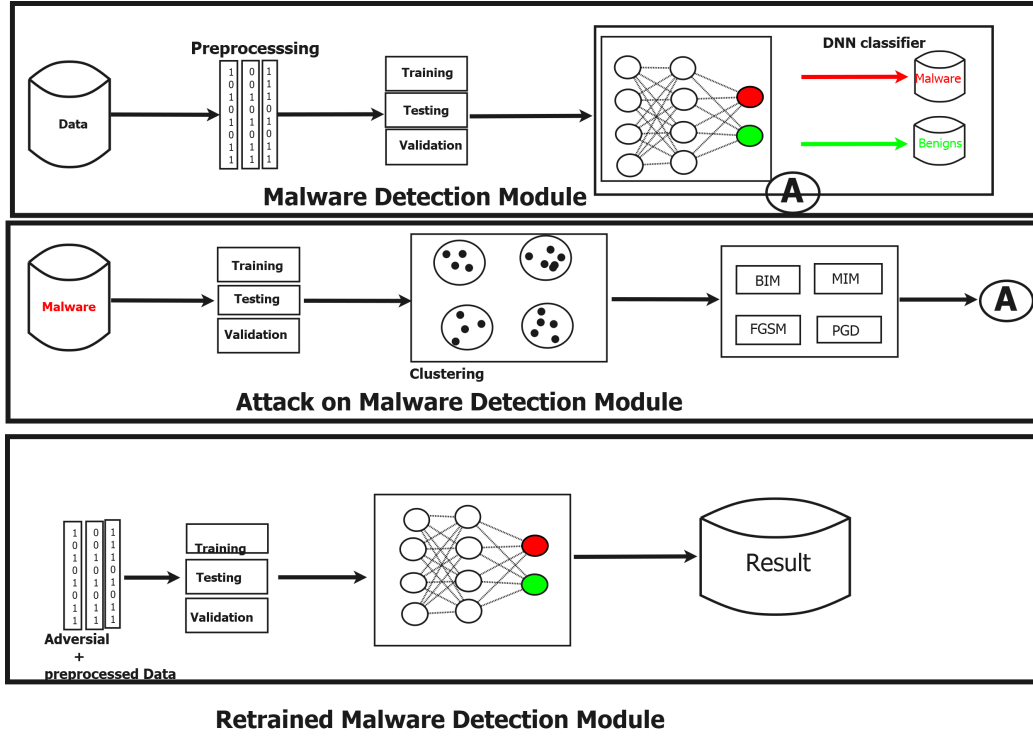 Preprocesssing
DNN classifier
Data
1 0 1
0 0 1
1 1 1
0 0 0
1 1 1
0 0 0
1 1 1
1 1 1
Training
Testing
Validation
Malware
Benigns
A
Malware Detection Module
Malware
Training
Testing
Validation
Clustering
BIM
MIM
FGSM
PGD
A
Attack on Malware Detection Module
1 0 1
0 0 1
1 1 1
0 0 0
1 1 1
0 0 0
1 1 1
1 1 1
Adversial
+
preprocessed Data
Training
Testing
Validation
Result
Retrained Malware Detection Module